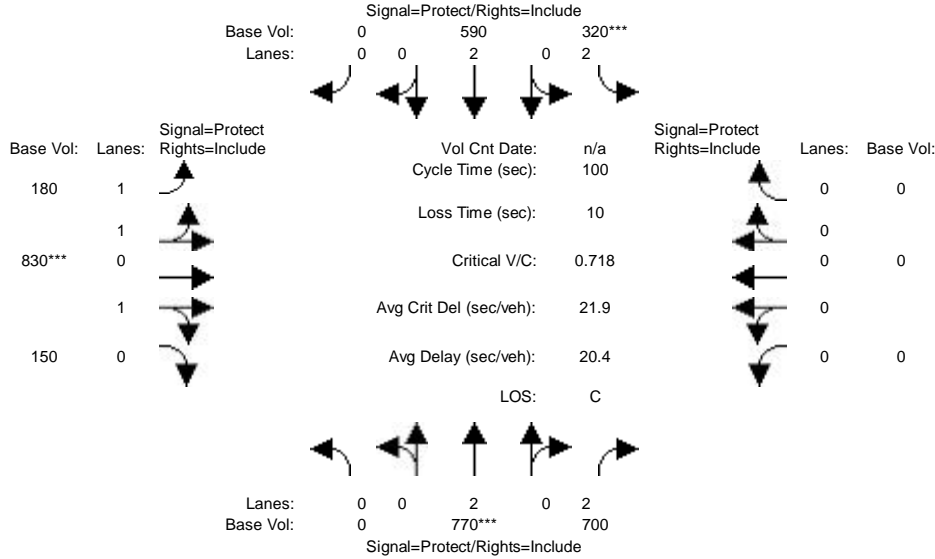 Signal=Protect/Rights=Include
Base Vol: 0 590 320***
Lanes: 0 0 2 0 2
Signal=Protect
Base Vol: Lanes: Rights=Include
Vol Cnt Date: n/a
Signal=Protect
Rights=Include Lanes: Base Vol:
Cycle Time (sec): 100
180 1
0 0
Loss Time (sec): 10
1
0
830*** 0
Critical V/C: 0.718
0 0
1
Avg Crit Del (sec/veh): 21.9
0
150 0
Avg Delay (sec/veh): 20.4
0 0
LOS: C
Lanes: 0 0 2 0 2
Base Vol: 0 770*** 700
Signal=Protect/Rights=Include